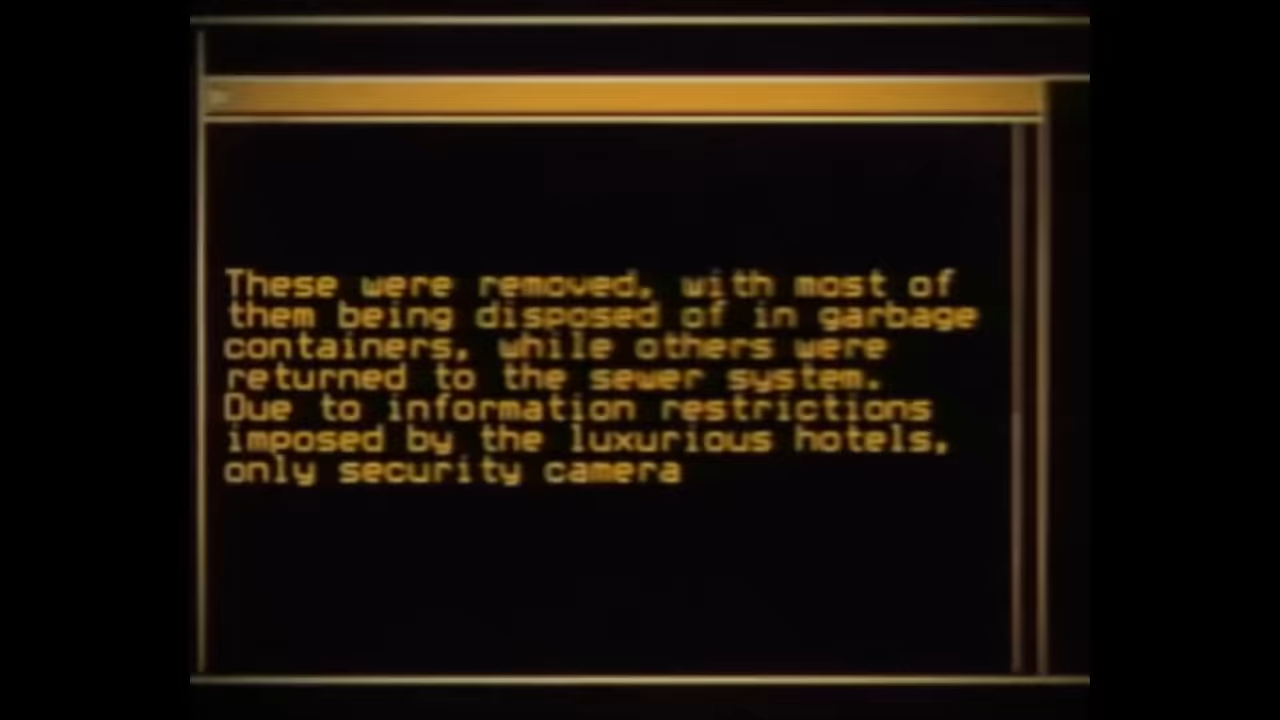 These were removed, with most of
them being disposed of in garbage
containers, while others were
returned to the sewer system.
Due to information restrictions
imposed by the luxurious hotels,
only security camera